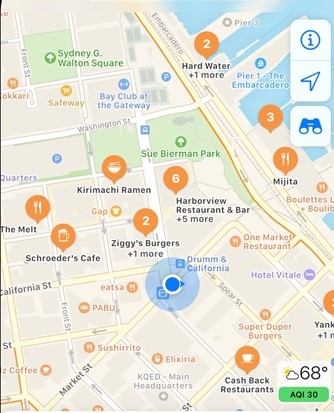 Embarcadero
Pier 3
2
Hard Water
+1 more
Sydney G.
Walton Square
Front St
Lokkari
Safeway
Bay Club at
the Gateway
Pier 1 - The
Embarcadero
Washington St
3
Sue Bierman Park
Quarters
Kirimachi Ramen
6
Mijita
Boulettes L
Harborview
Restaurant & Bar
+5 more
Gap
The Melt
2
Ziggy's Burgers
+1 more
Schroeder's Cafe
One Market
Restaurant
Drumm &
California
Hotel Vitale
California St
eatsa
Spear St
Front St
PABU
Super Duper
Burgers
Yank
+1 m
Sushirrito
Elixiria
Coffee
Market St
KQED - Main
Headquarters
Cash Back
Restaurants
68°
AQI 30